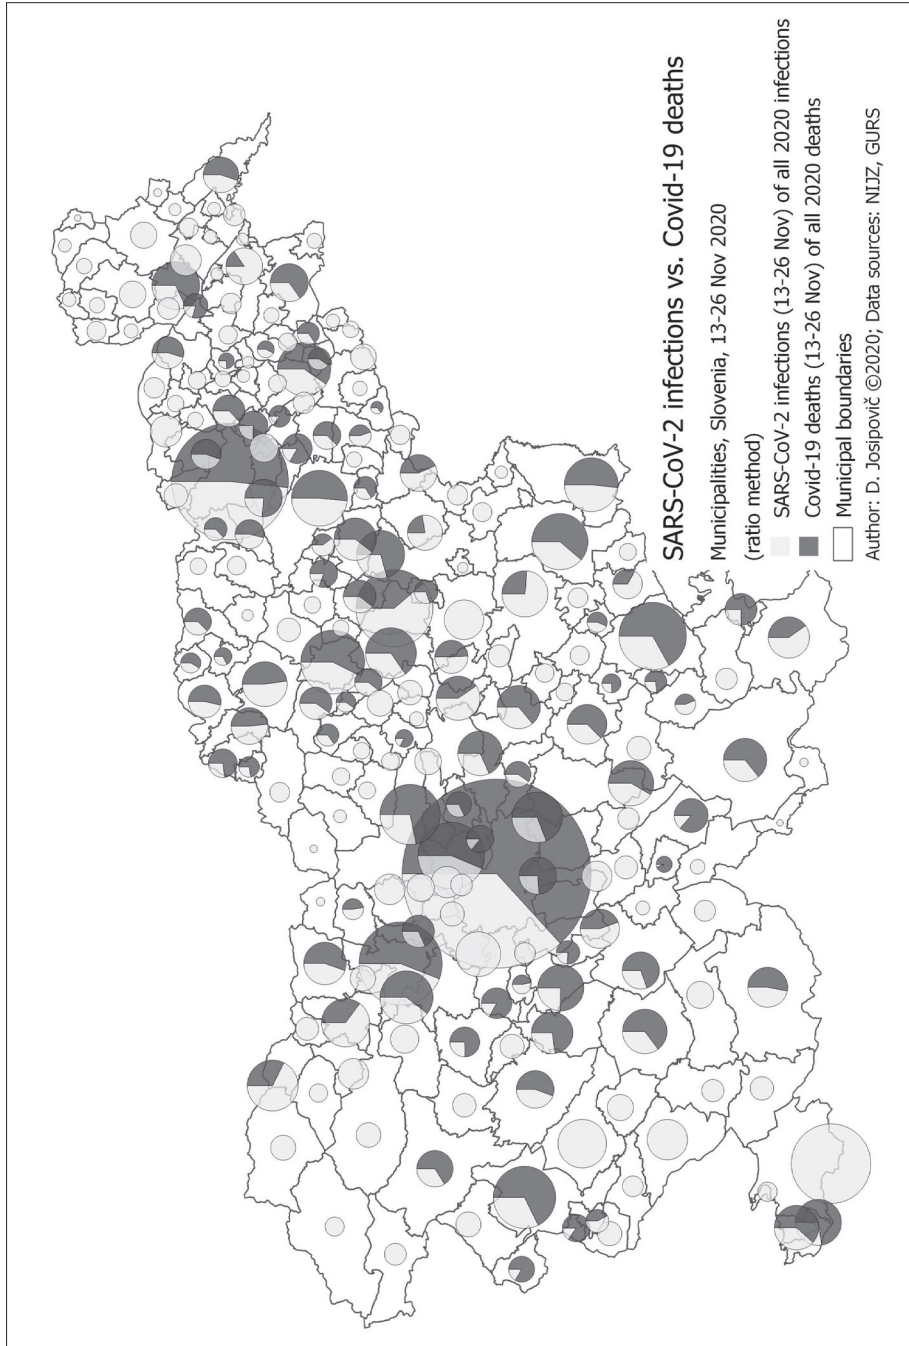 SARS-CoV-2 infections vs. Covid-19 deaths
Municipalities, Slovenia, 13-26 Nov 2020
(ratio method)
SARS-CoV-2 infections (13-26 Nov) of all 2020 infections
Covid-19 deaths (13-26 Nov) of all 2020 deaths
Municipal boundaries
Author: D. Josipovič ©2020; Data sources: NIJZ, GURS